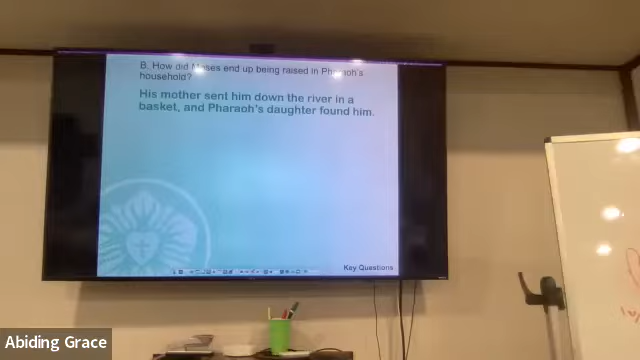 B. How did Moses end up being raised in Pharaoh's
household?
His mother sent him down the river in a
basket, and Pharaoh's daughter found him.
Key Questions
Abiding Grace